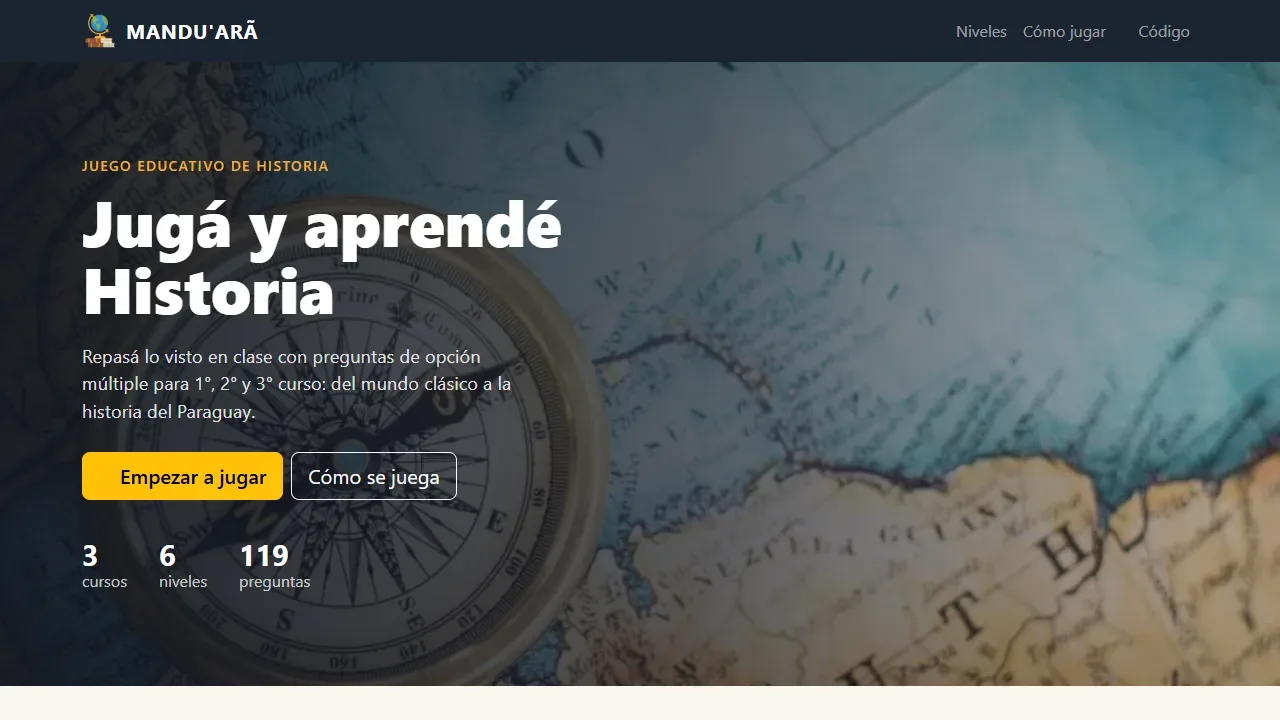 MANDU'ARÃ
Niveles Cómo jugar Código
JUEGO EDUCATIVO DE HISTORIA
Jugá y aprendé
Historia
Repasá lo visto en clase con preguntas de opción
múltiple para 1°, 2° y 3° curso: del mundo clásico a la
historia del Paraguay.
Empezar a jugar
Cómo se juega
3 6 119
cursos niveles preguntas